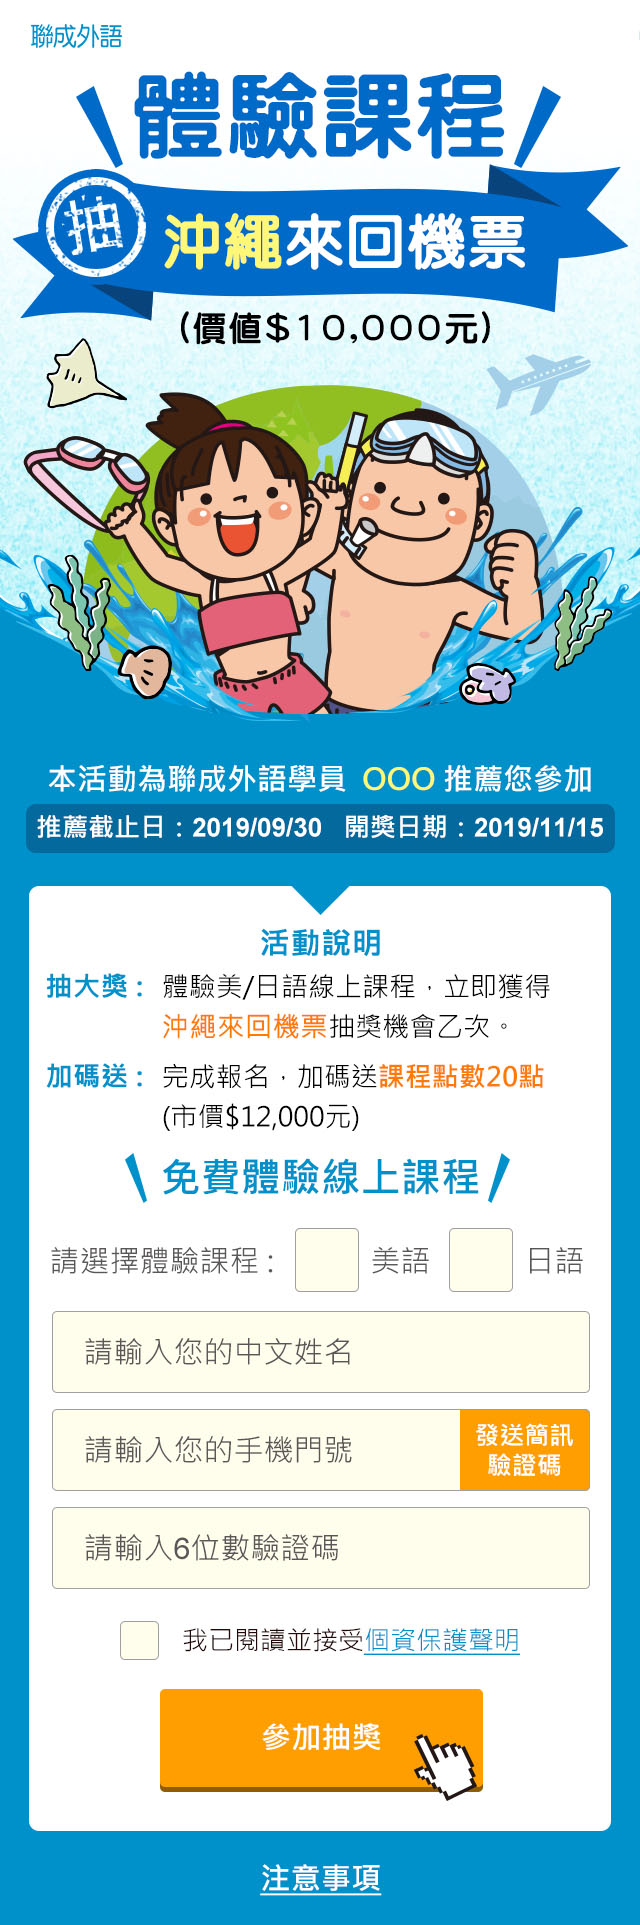 聯成外語
體驗課程
抽
沖繩來回機票
(價值$10,000元)
本活動為聯成外語學員 OOO 推薦您參加
推薦截止日：2019/09/30 開獎日期：2019/11/15
活動說明
抽大獎： 體驗美/日語線上課程，立即獲得
沖繩來回機票抽獎機會乙次。
加碼送： 完成報名，加碼送課程點數20點
(市價$12,000元)
免費體驗線上課程
請選擇體驗課程： 美語 日語
請輸入您的中文姓名
請輸入您的手機門號
發送簡訊
驗證碼
請輸入6位數驗證碼
我已閱讀並接受個資保護聲明
參加抽獎
注意事項